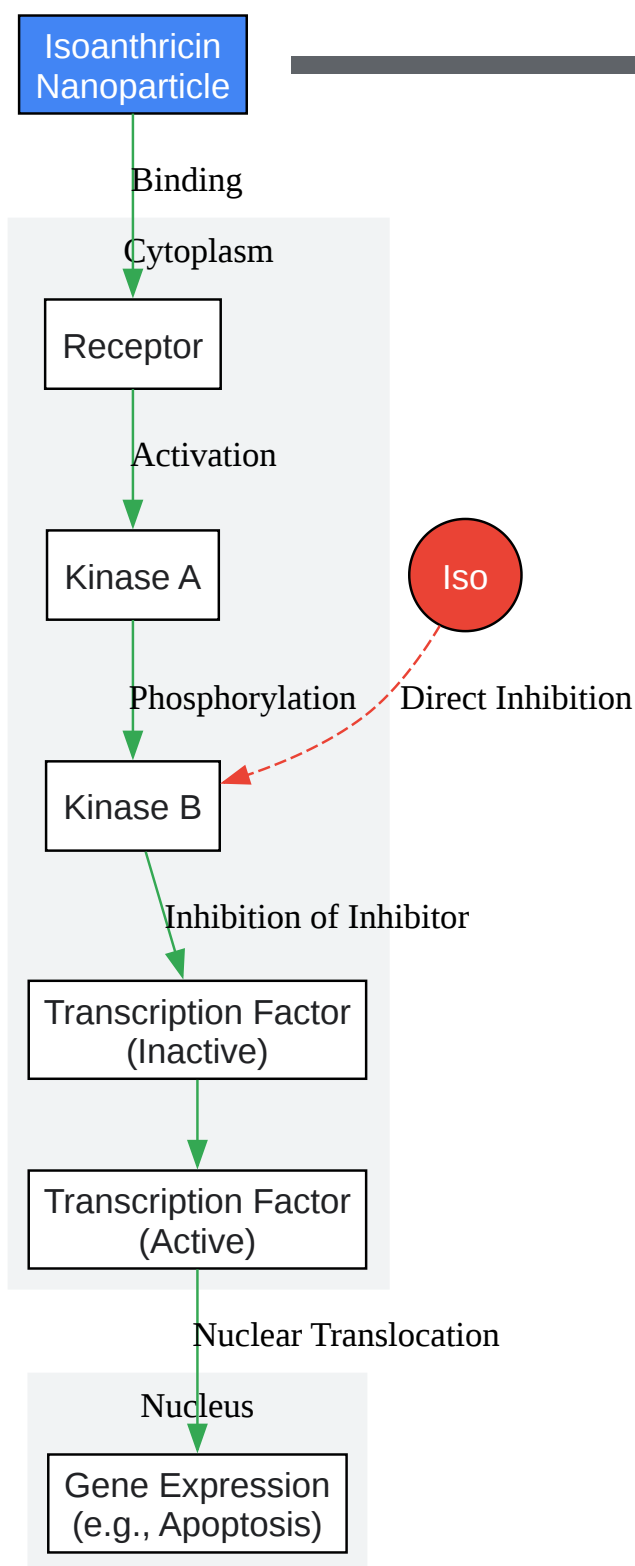 Isoanthricin
Nanoparticle
Binding
Cytoplasm
Receptor
Activation
Kinase A
Iso
Phosphorylation
Direct Inhibition
Kinase B
Inhibition of Inhibitor
Transcription Factor
(Inactive)
Transcription Factor
(Active)
Nuclear Translocation
Nucleus
Gene Expression
(e.g., Apoptosis)